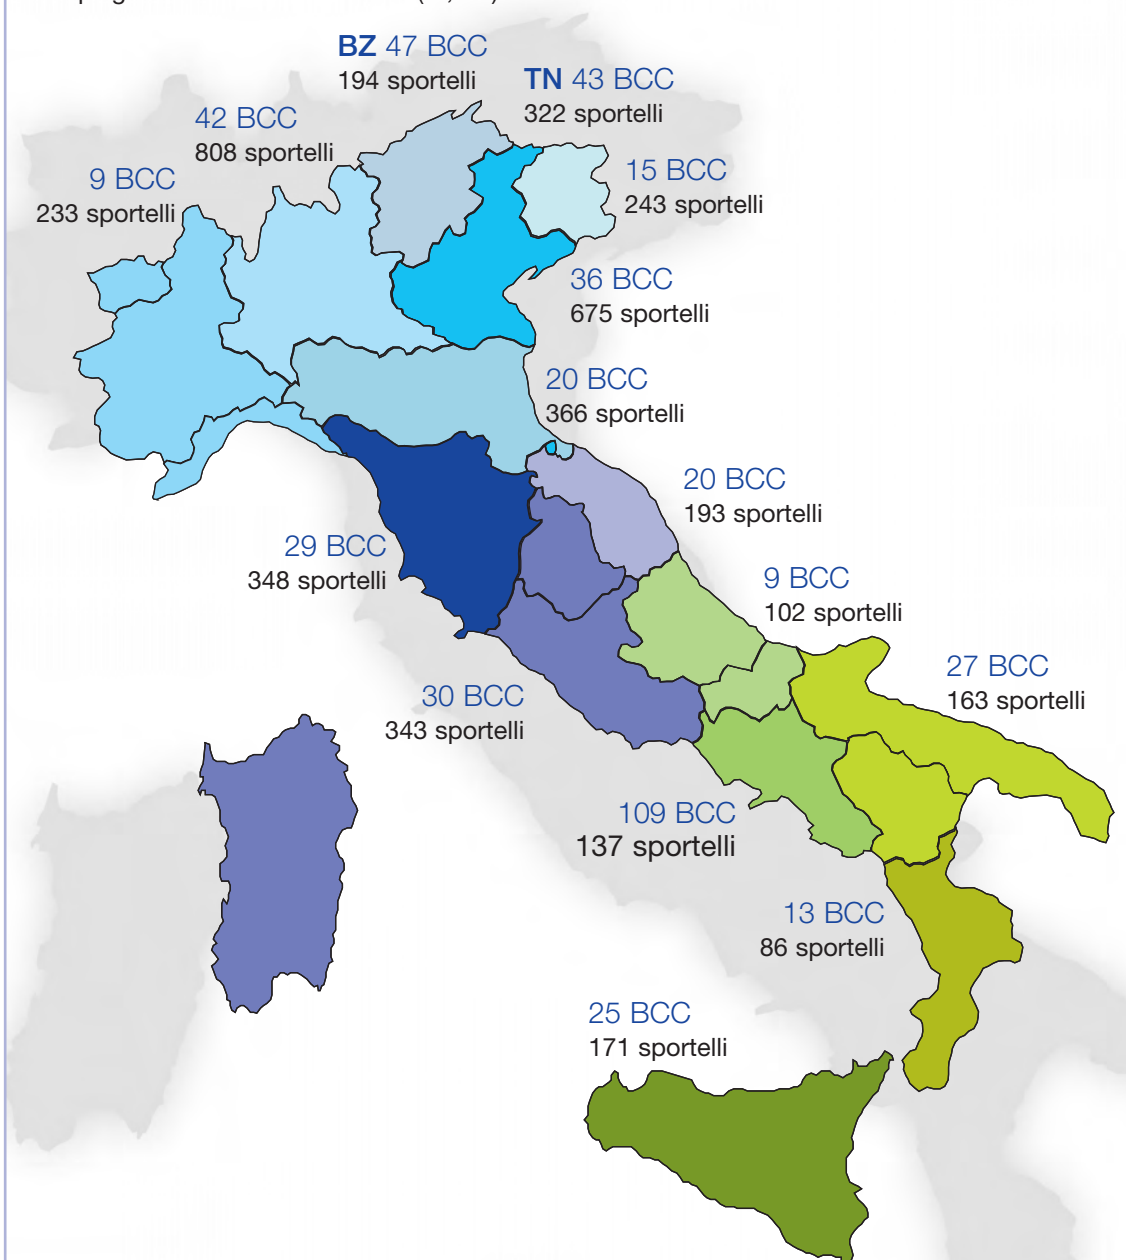 BZ 47 BCC
194 sportelli
TN 43 BCC
322 sportelli
42 BCC
808 sportelli
9 BCC
233 sportelli
15 BCC
243 sportelli
36 BCC
675 sportelli
20 BCC
366 sportelli
20 BCC
193 sportelli
29 BCC
348 sportelli
9 BCC
102 sportelli
27 BCC
163 sportelli
30 BCC
343 sportelli
109 BCC
137 sportelli
13 BCC
86 sportelli
25 BCC
171 sportelli